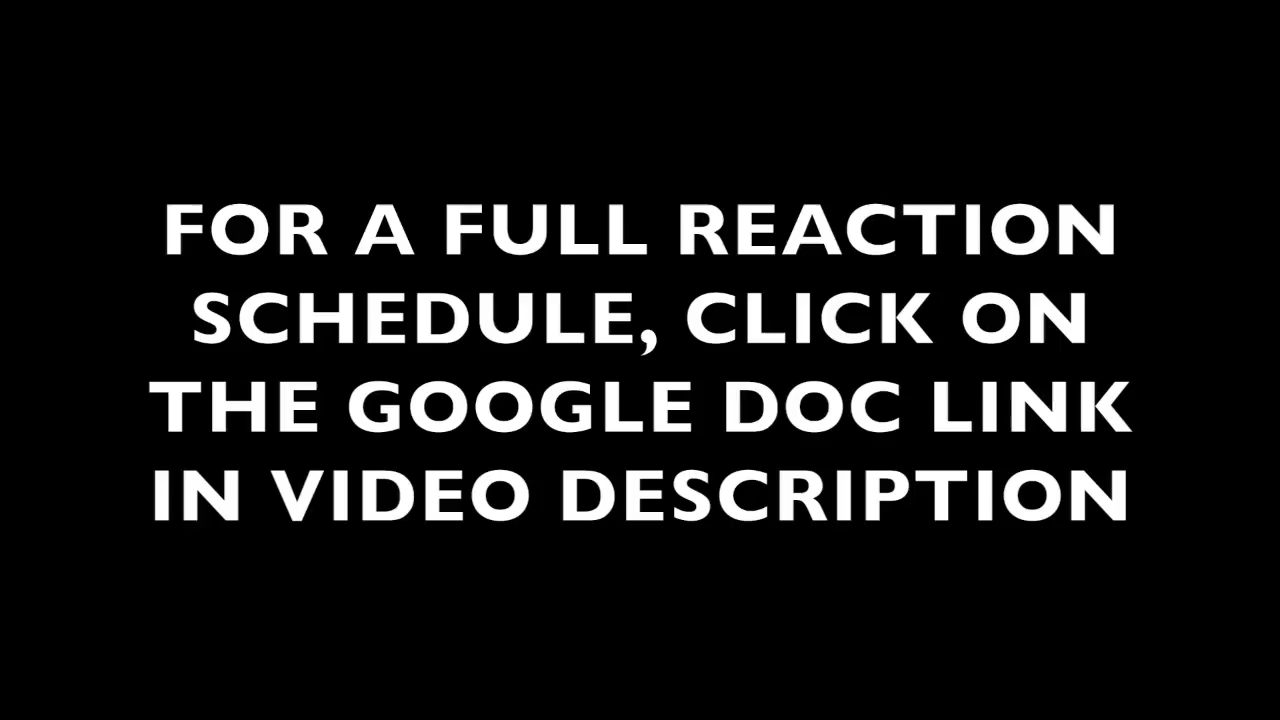 FOR A FULL REACTION
SCHEDULE, CLICK ON
THE GOOGLE DOC LINK
IN VIDEO DESCRIPTION